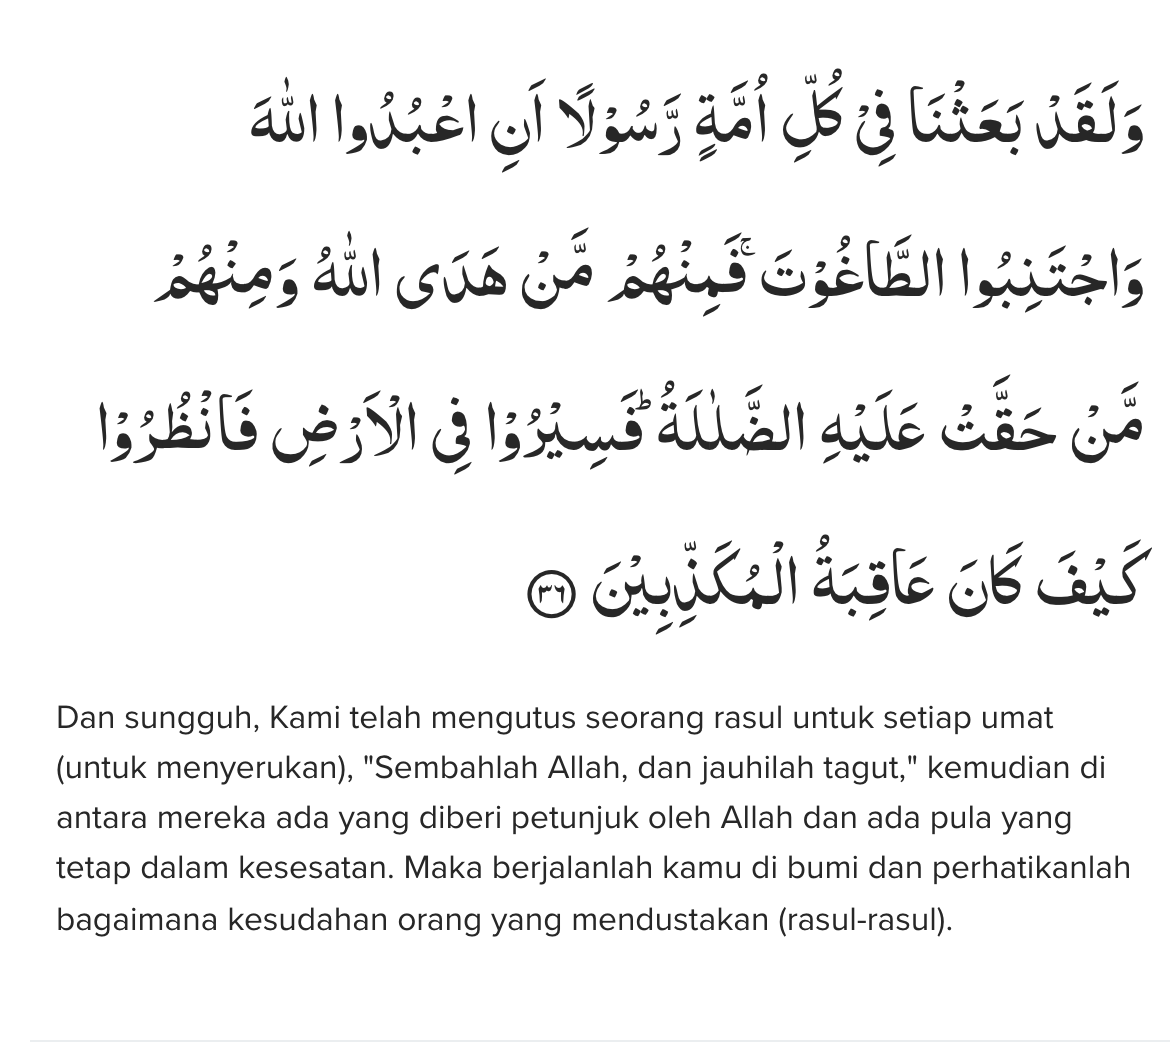 وَلَقَدْ بَعَثْنَا فِيْ كُلِّ اُمَّةٍ رَّسُوْلًا اَنِ اعْبُدُوا اللّٰهَ
وَاجْتَنِبُوا الطَّاغُوْتَۚ فَمِنْهُمْ مَّنْ هَدَى اللّٰهُ وَمِنْهُمْ
مَّنْ حَقَّتْ عَلَيْهِ الضَّلٰلَةُ ۗ فَسِيْرُوْا فِى الْاَرْضِ فَانْظُرُوْا
كَيْفَ كَانَ عَاقِبَةُ الْمُكَذِّبِيْنَ ٣٦
Dan sungguh, Kami telah mengutus seorang rasul untuk setiap umat
(untuk menyerukan), "Sembahlah Allah, dan jauhilah tagut," kemudian di
antara mereka ada yang diberi petunjuk oleh Allah dan ada pula yang
tetap dalam kesesatan. Maka berjalanlah kamu di bumi dan perhatikanlah
bagaimana kesudahan orang yang mendustakan (rasul-rasul).